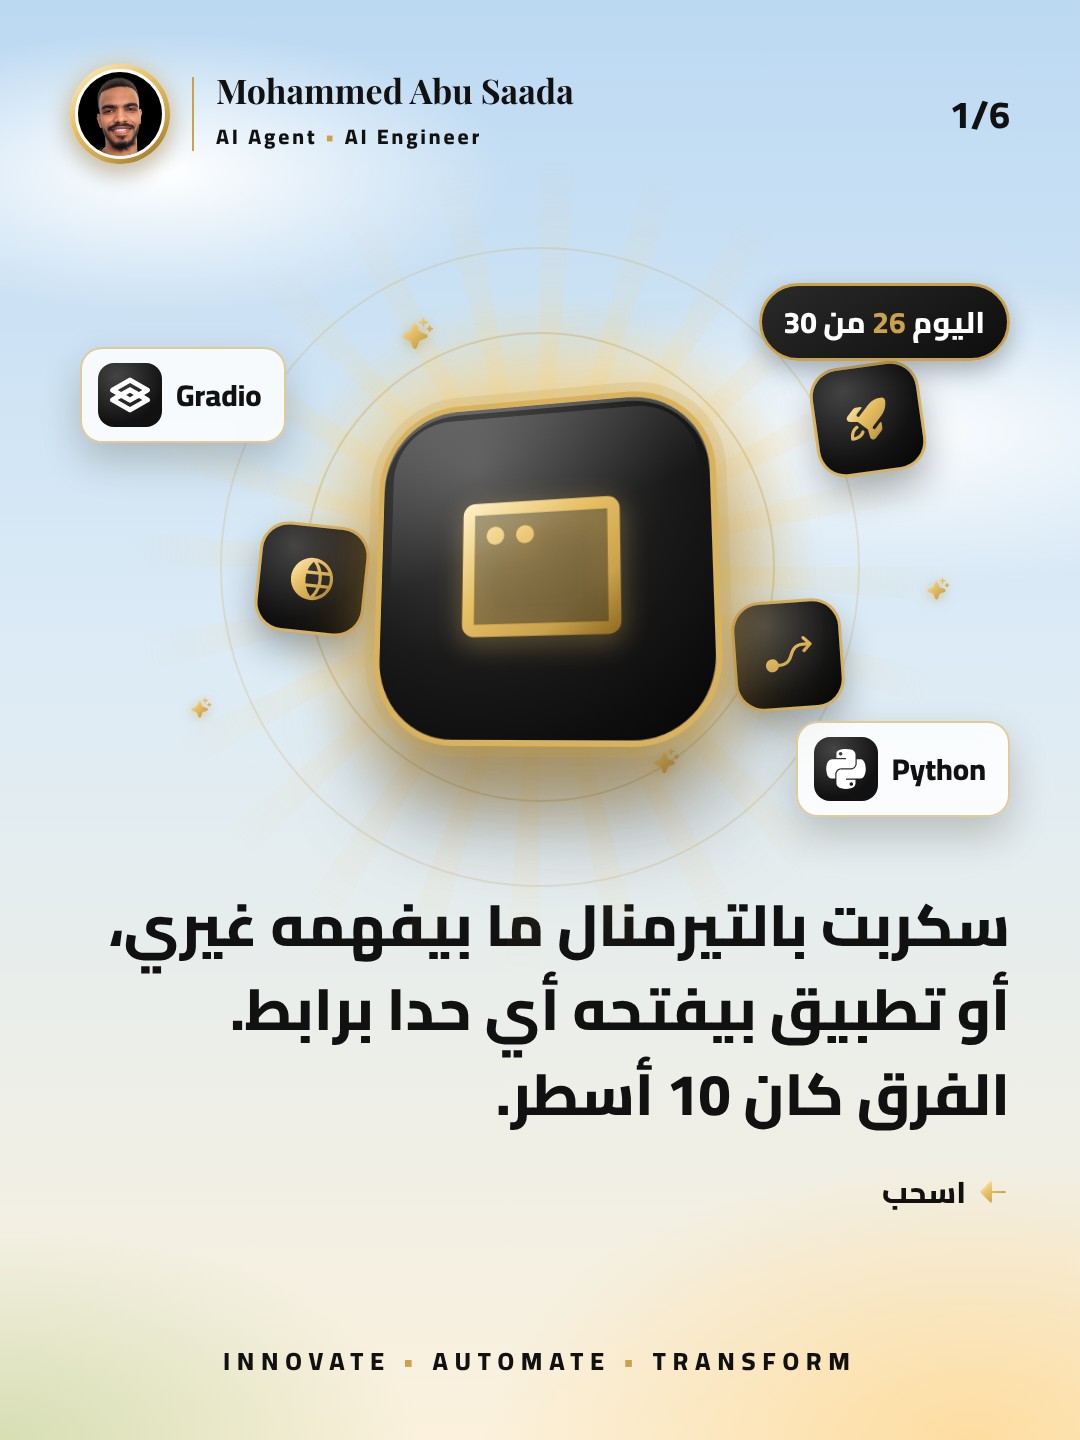 Mohammed Abu Saada
AI Agent ▪ AI Engineer
1/6
اليوم 26 من 30
Gradio
Python
سكربت بالتيرمنال ما بيفهمه غيري،
أو تطبيق بيفتحه أي حدا برابط.
الفرق كان 10 أسطر.
← اسحب
INNOVATE ▪ AUTOMATE ▪ TRANSFORM